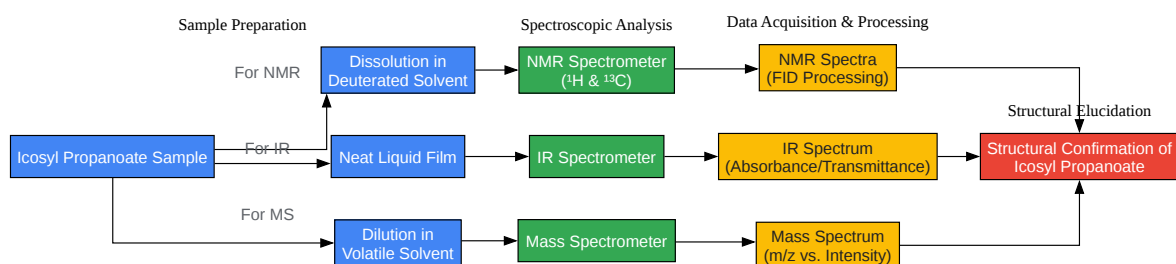 Sample Preparation
Spectroscopic Analysis
Data Acquisition & Processing
For NMR
Dissolution in
Deuterated Solvent
NMR Spectrometer
(¹H & ¹³C)
NMR Spectra
(FID Processing)
Structural Elucidation
Icosyl Propanoate Sample
For IR
Neat Liquid Film
IR Spectrometer
IR Spectrum
(Absorbance/Transmittance)
Structural Confirmation of
Icosyl Propanoate
For MS
Dilution in
Volatile Solvent
Mass Spectrometer
Mass Spectrum
(m/z vs. Intensity)